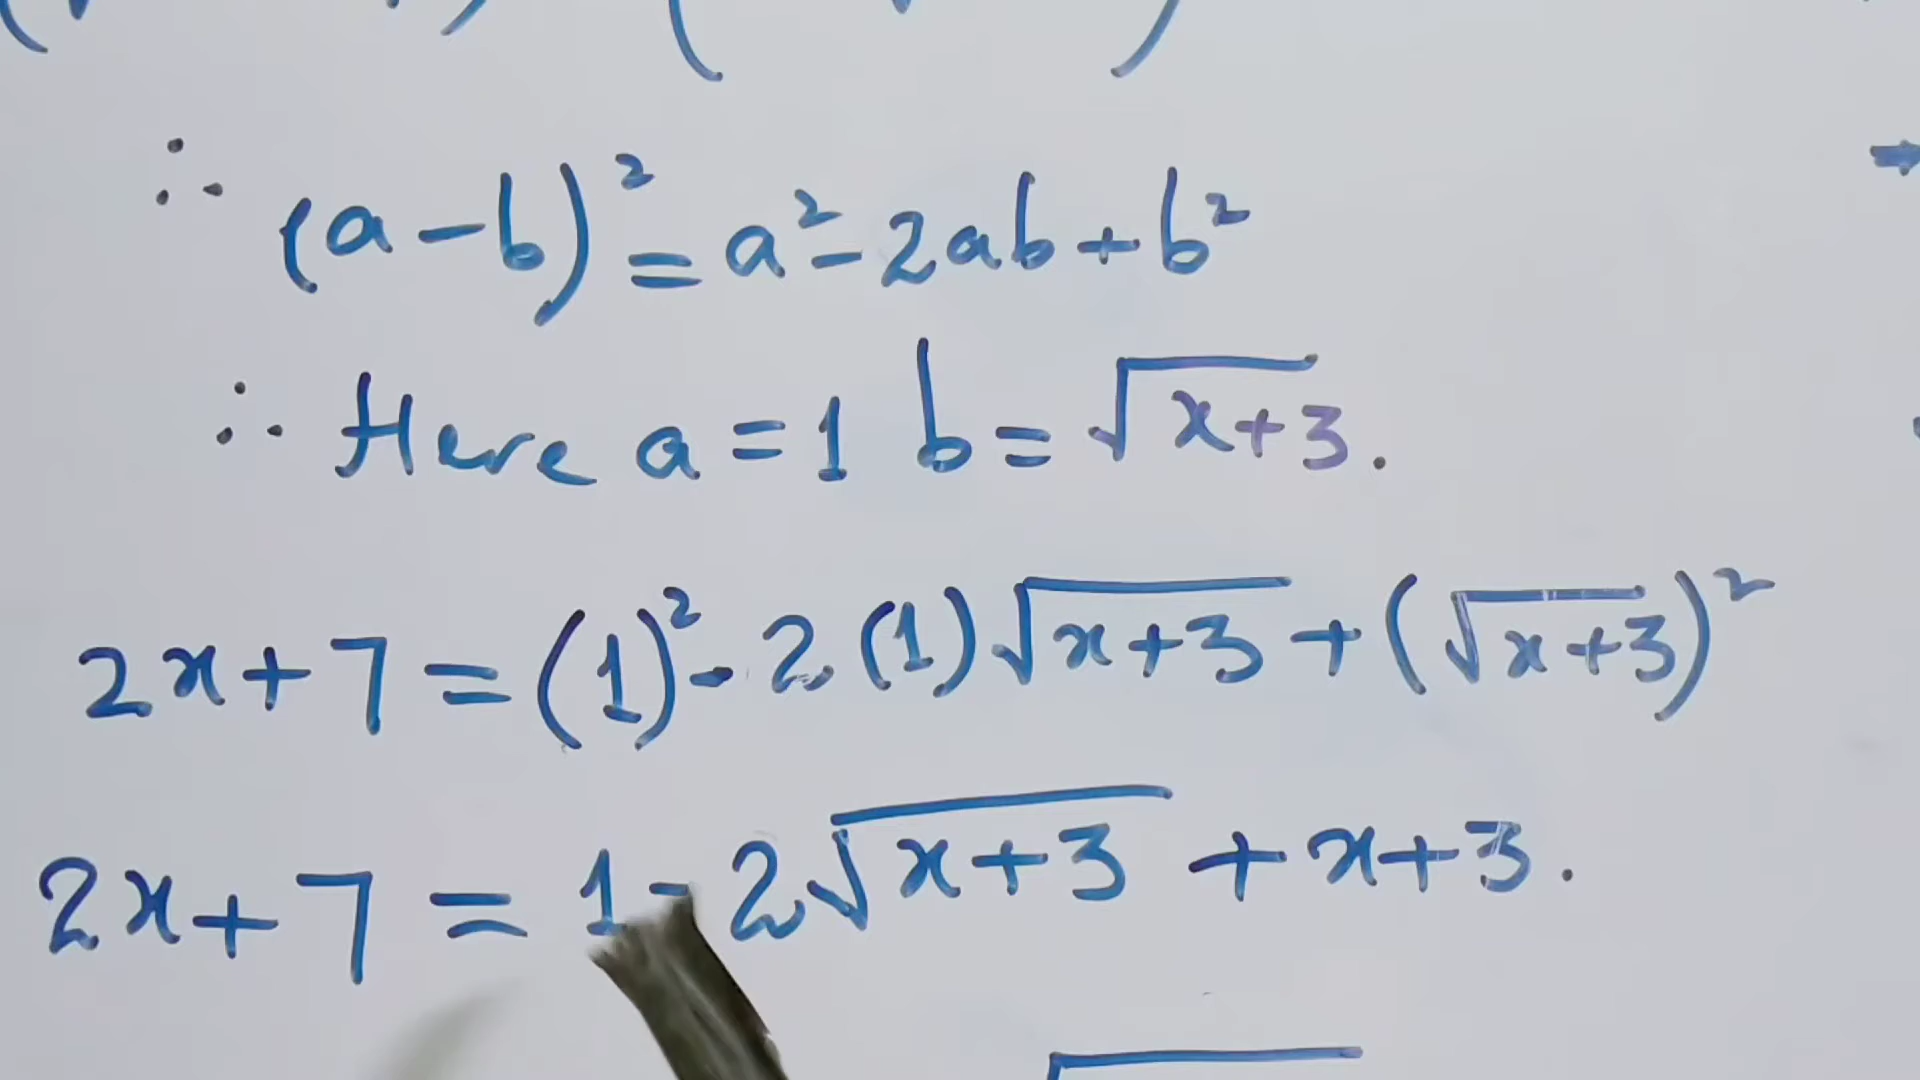 ∴ (a-b)² = a² - 2ab + b²
∴ Here a = 1 b = √(x+3).
2x+7 = (1)² - 2(1)√(x+3) + (√(x+3))²
2x+7 = 1 - 2√(x+3) + x+3.